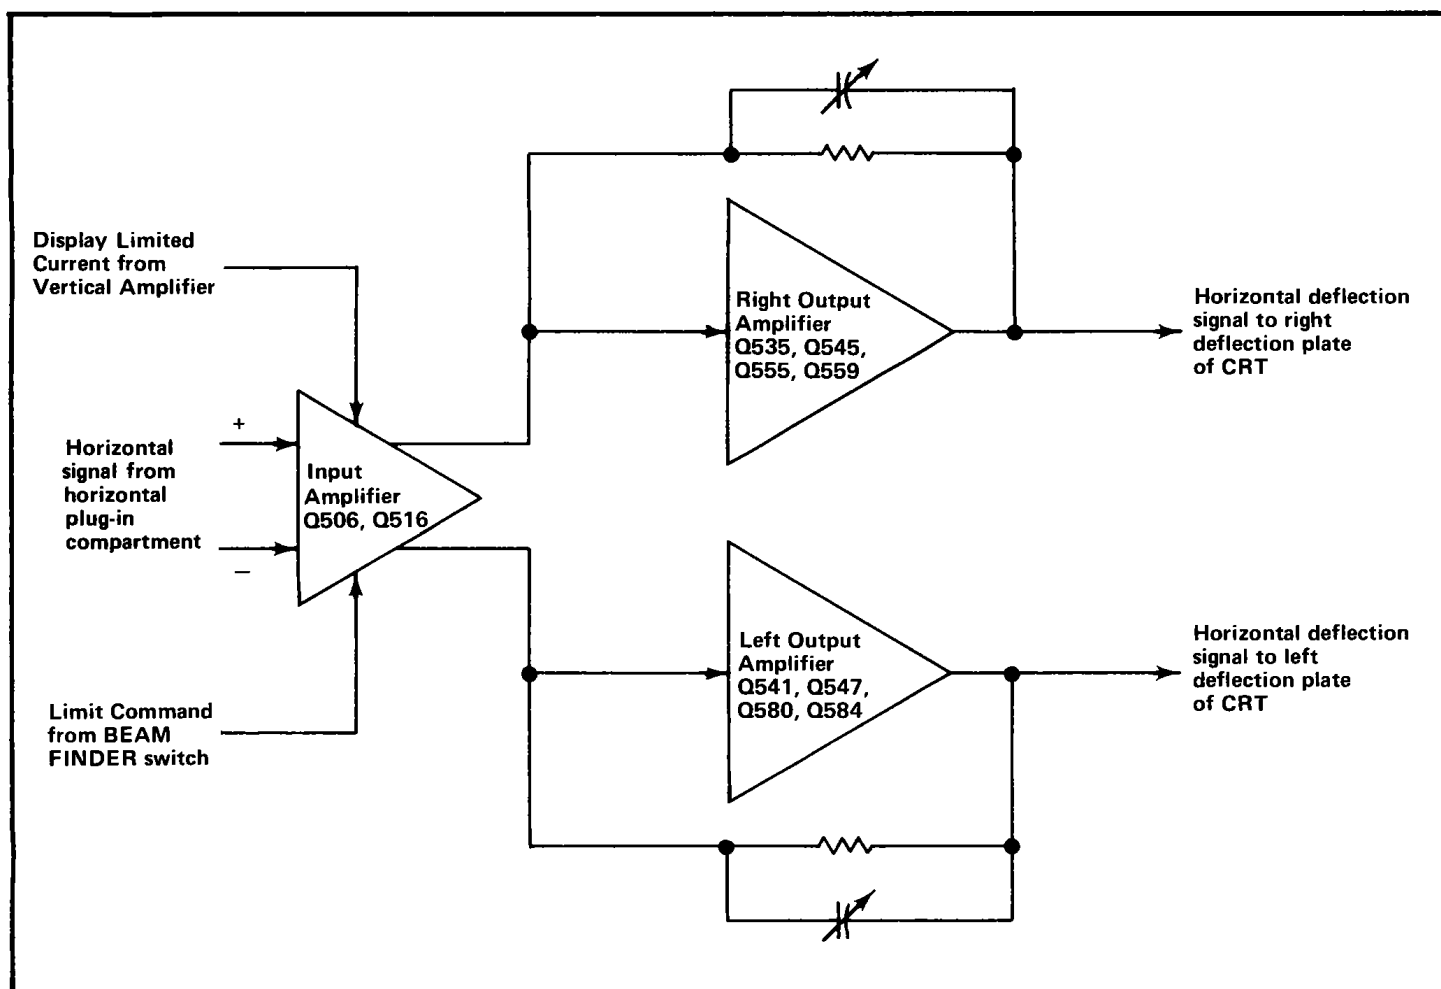 Display Limited
Current from
Vertical Amplifier
+
Horizontal
signal from
horizontal
plug-in
compartment
—
Limit Command
from BEAM
FINDER switch
Input
Amplifier
Q506, Q516
Right Output
Amplifier
Q535, Q545,
Q555, Q559
Horizontal deflection
signal to right
deflection plate
of CRT
Left Output
Amplifier
Q541, Q547,
Q580, Q584
Horizontal deflection
signal to left
deflection plate
of CRT